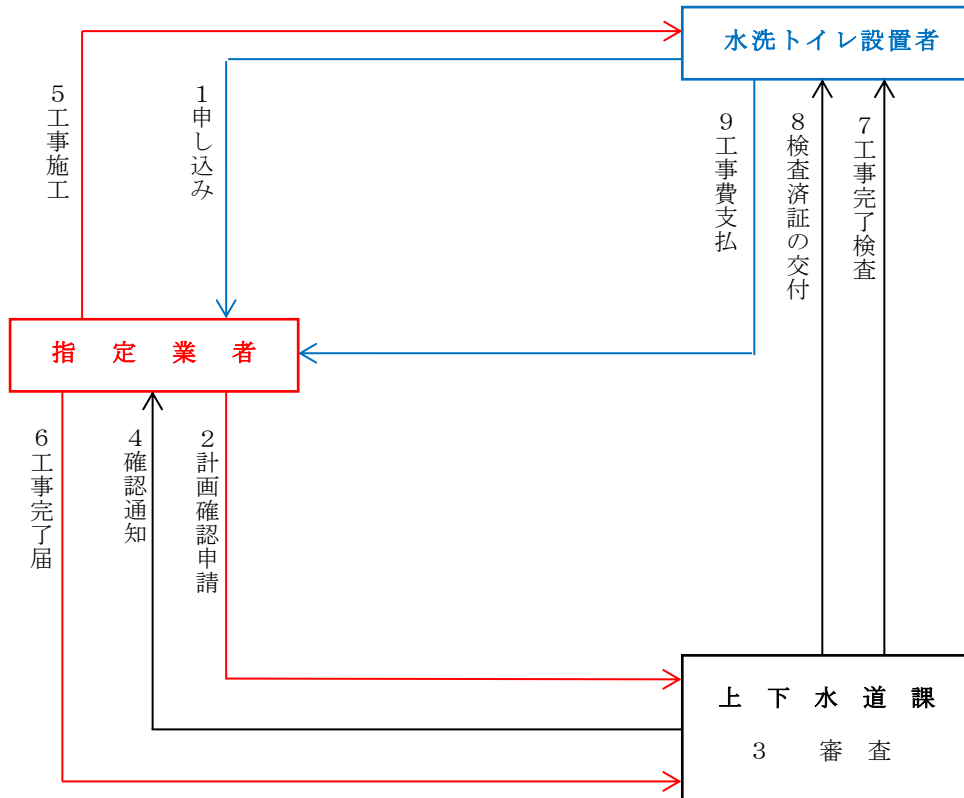 水洗トイレ設置者
５工事施工
１申し込み
９工事費支払
８検査済証の交付
７工事完了検査
指定業者
６工事完了届
４確認通知
２計画確認申請
上下水道課
３　審査